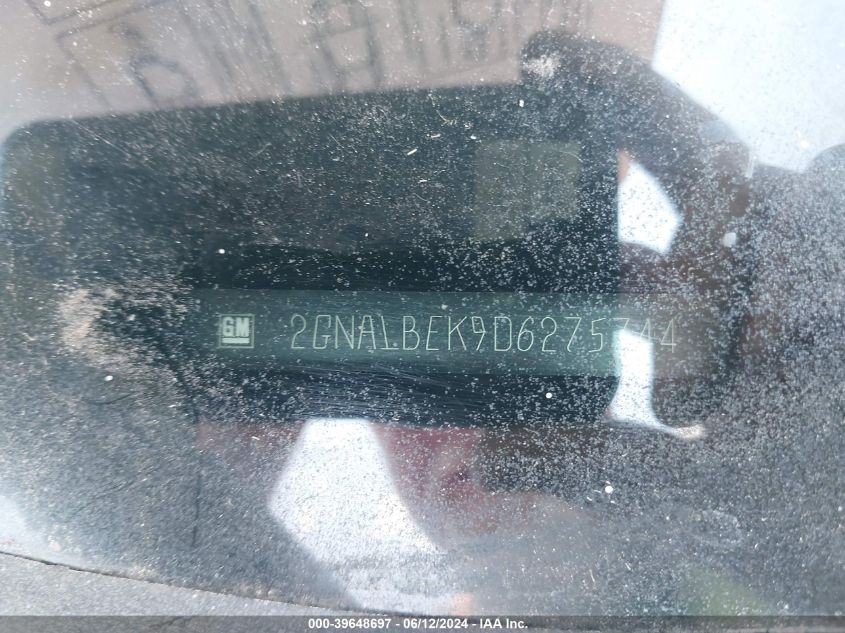 GM 2GNALBEK9D6275744
000-39648697 - 06/12/2024 - IAA Inc.